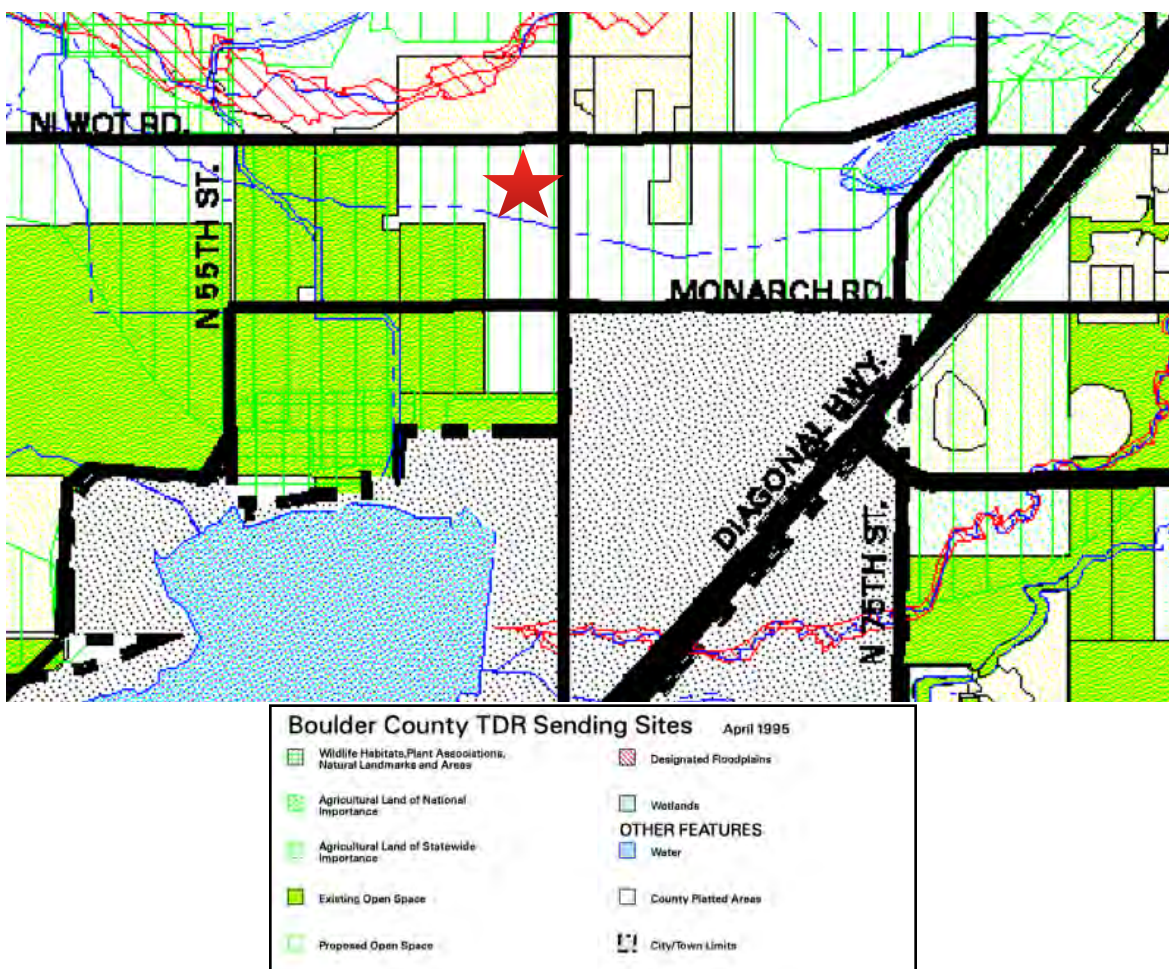 NIWOT RD.
N 55TH ST.
MONARCH RD.
DIAGONAL HWY.
N 75TH ST.
Boulder County TDR Sending Sites April 1995
Wildlife Habitats,Plant Associations,
Natural Landmarks and Areas
Agricultural Land of National
Importance
Agricultural Land of Statewide
Importance
Existing Open Space
Proposed Open Space
Designated Floodplains
Wetlands
OTHER FEATURES
Water
County Platted Areas
City/Town Limits